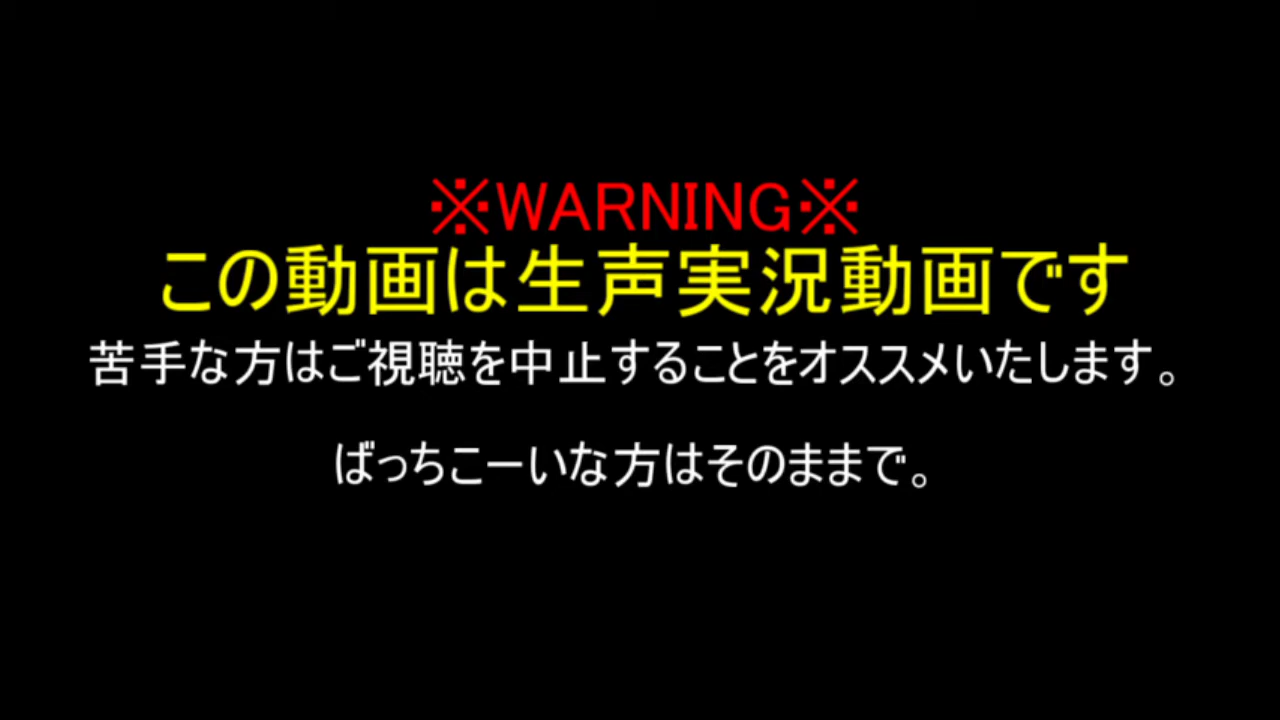 ※WARNING※
この動画は生声実況動画です
苦手な方はご視聴を中止することをオススメいたします。
ばっちこーいな方はそのままで。